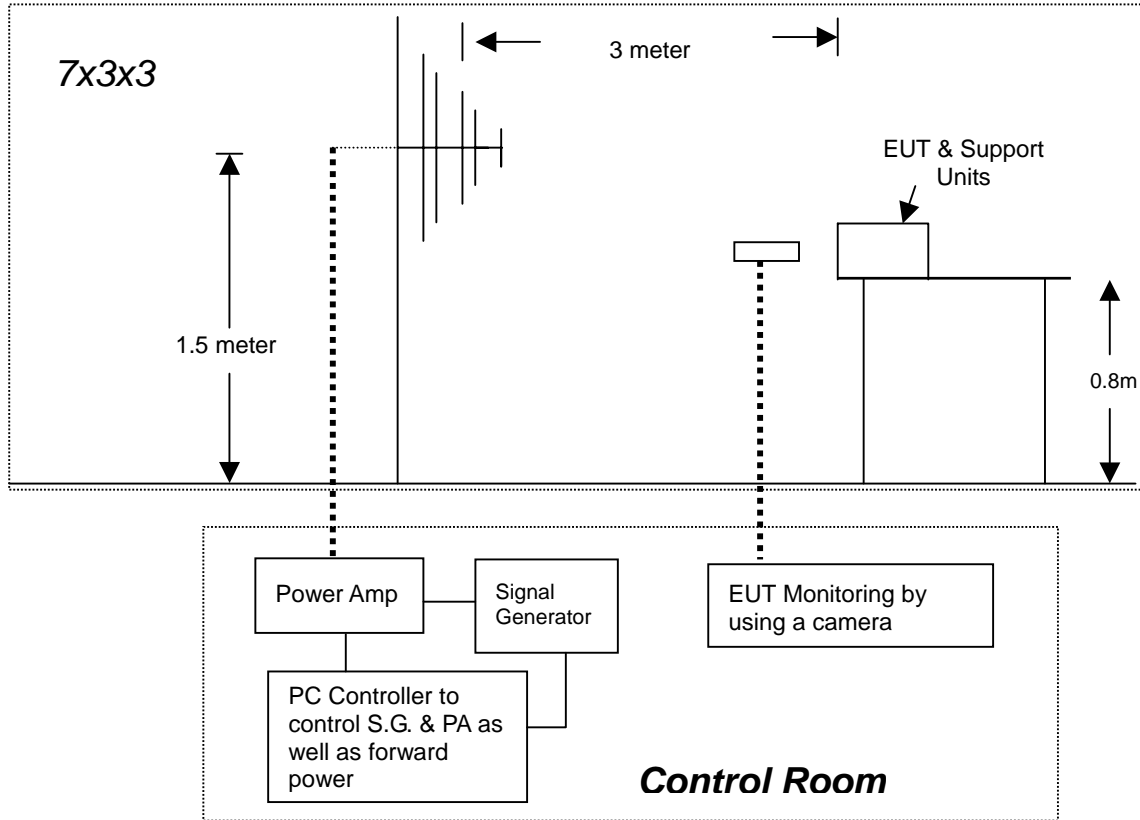 7x3x3
3 meter
EUT & Support
Units
1.5 meter
0.8m
Power Amp
Signal
Generator
EUT Monitoring by
using a camera
PC Controller to
control S.G. & PA as
well as forward
power
Control Room